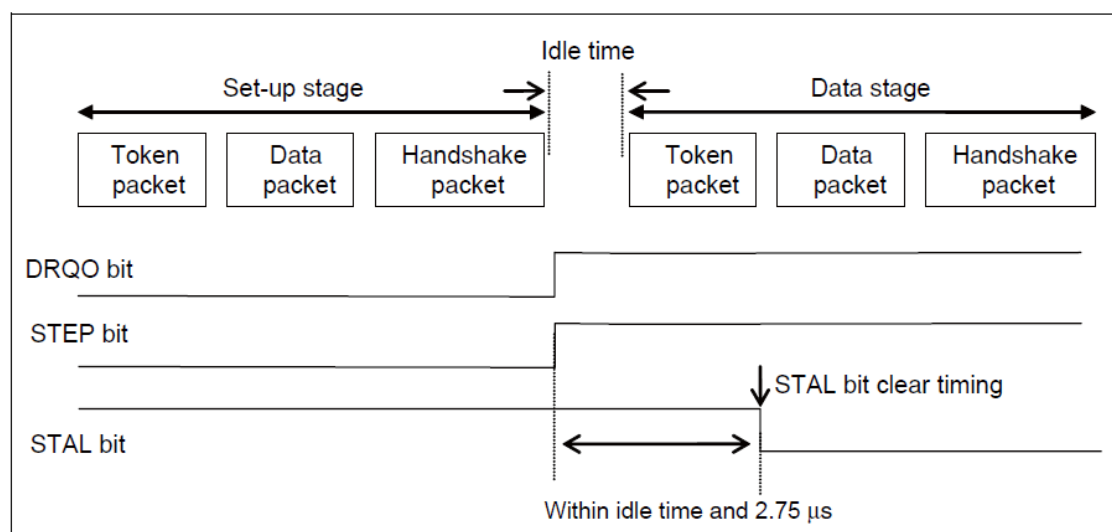 Idle time
Set-up stage
Data stage
Token
packet
Data
packet
Handshake
packet
Token
packet
Data
packet
Handshake
packet
DRQO bit
STEP bit
STAL bit clear timing
STAL bit
Within idle time and 2.75 μs